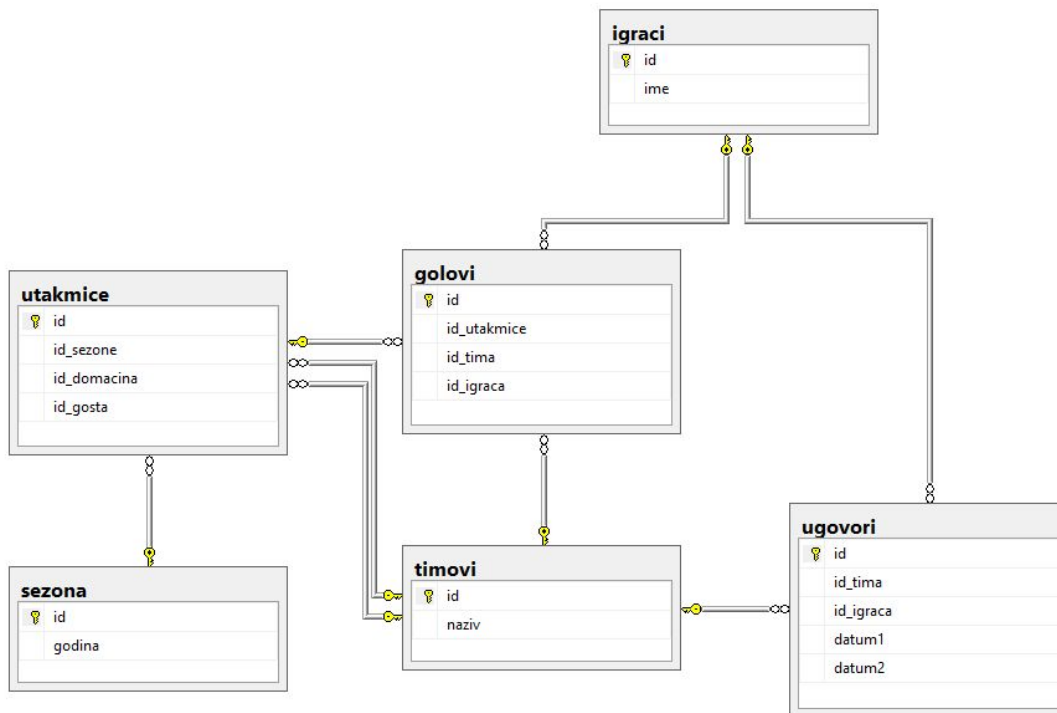 igraci
id
ime
golovi
id
id_utakmice
id_tima
id_igraca
utakmice
id
id_sezone
id_domacina
id_gosta
ugovori
id
id_tima
id_igraca
datum1
datum2
timovi
id
naziv
sezona
id
godina